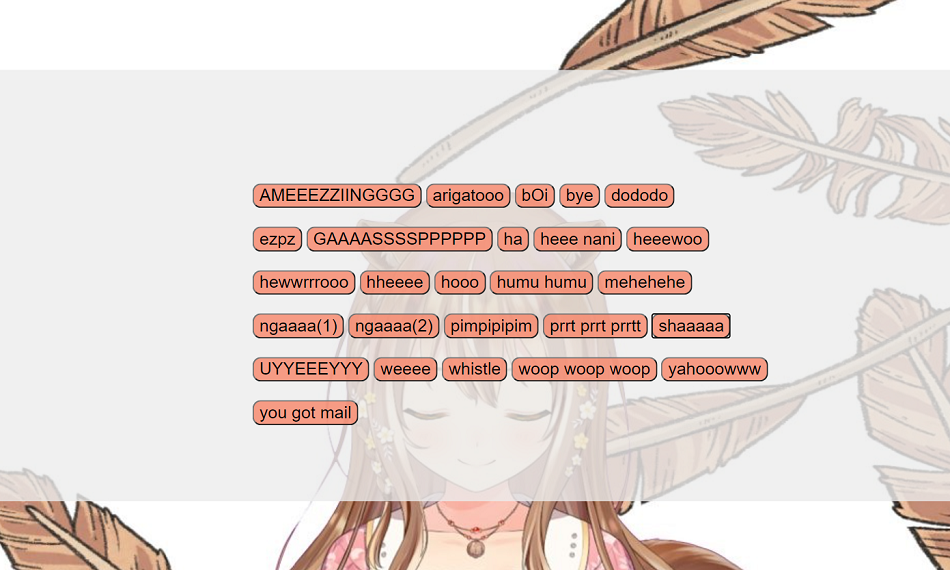 AMEEEZZIINGGGG arigatooo bOi bye dododo
ezpz GAAAASSSSPPPPPP ha heee nani heeewoo
hewwrrrooo hheeee hooo humu humu mehehehe
ngaaaa(1) ngaaaa(2) pimpipipim prrt prrt prrtt shaaaaa
UYYEEEYYY weeee whistle woop woop woop yahooowww
you got mail